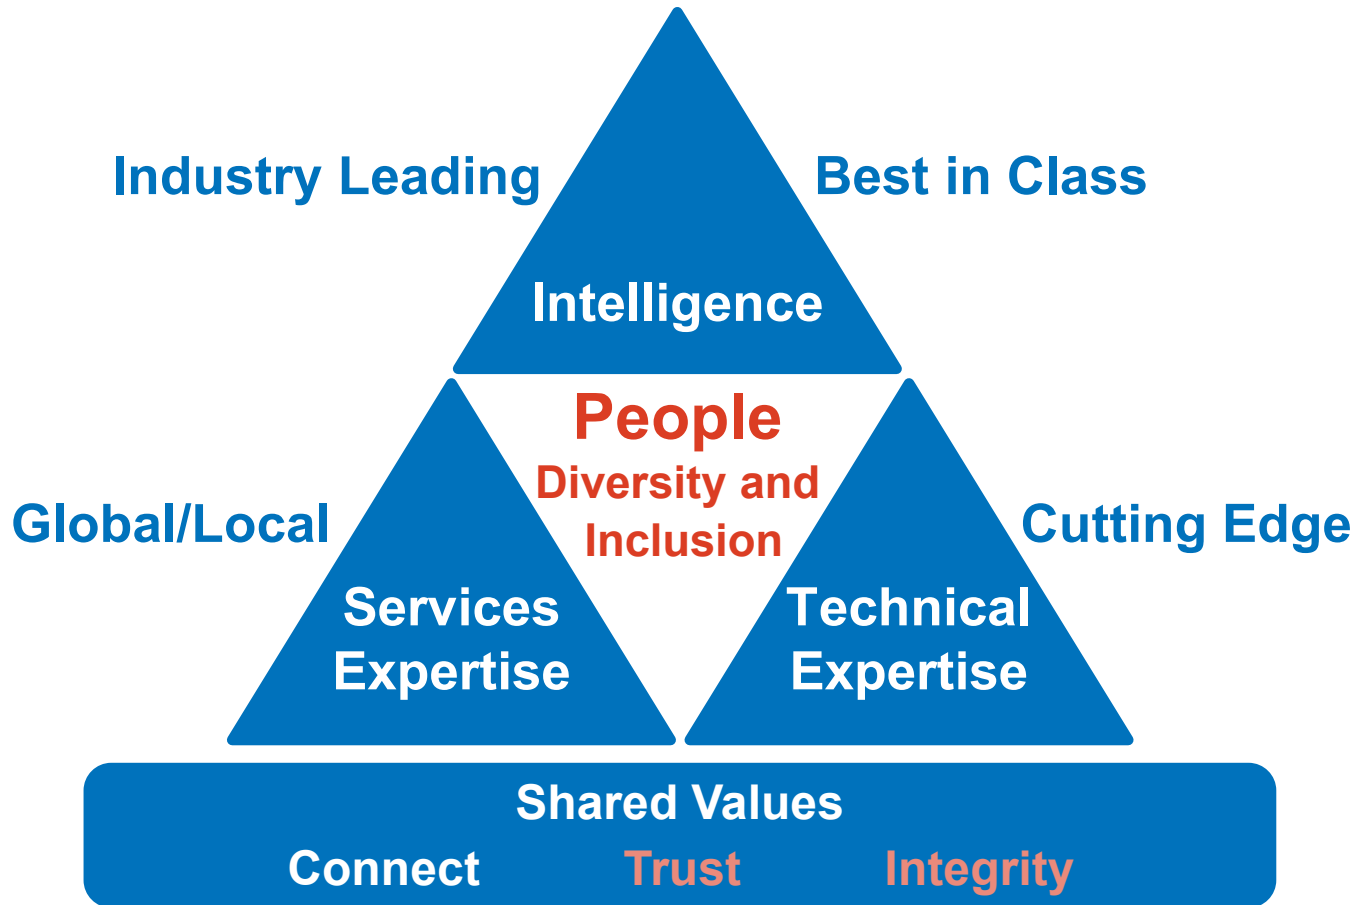 Industry Leading
Best in Class
Intelligence
People
Diversity and
Inclusion
Global/Local
Cutting Edge
Services
Expertise
Technical
Expertise
Shared Values
Connect Trust Integrity